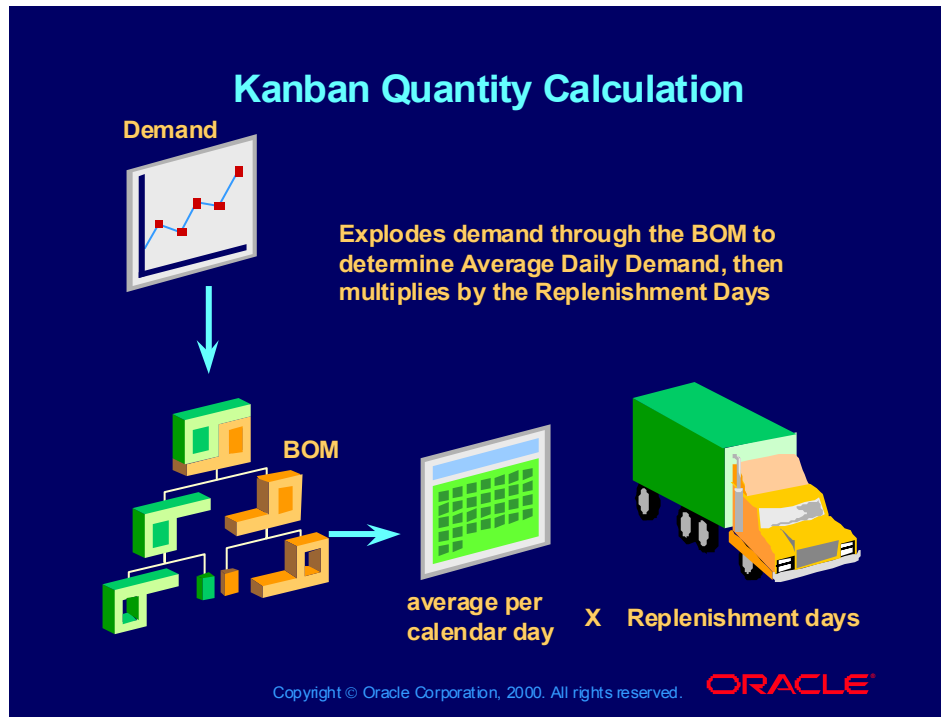 Kanban Quantity Calculation
Demand
Explodes demand through the BOM to
determine Average Daily Demand, then
multiplies by the Replenishment Days
BOM
average per
calendar day X Replenishment days
Copyright © Oracle Corporation, 2000. All rights reserved.
ORACLE®